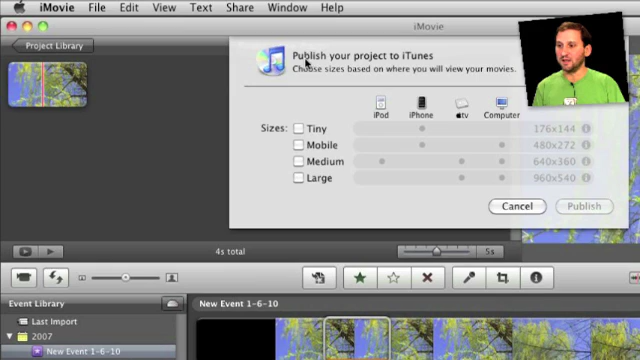 iMovie File Edit View Text Share Window Help
iMovie
Project Library
Publish your project to iTunes
Choose sizes based on where you will view your movies.
iPod iPhone tv Computer
Sizes: Tiny 176x144
Mobile 480x272
Medium 640x360
Large 960x540
Cancel Publish
4s total 5s
Event Library New Event 1-6-10
Last Import
2007
New Event 1-6-10